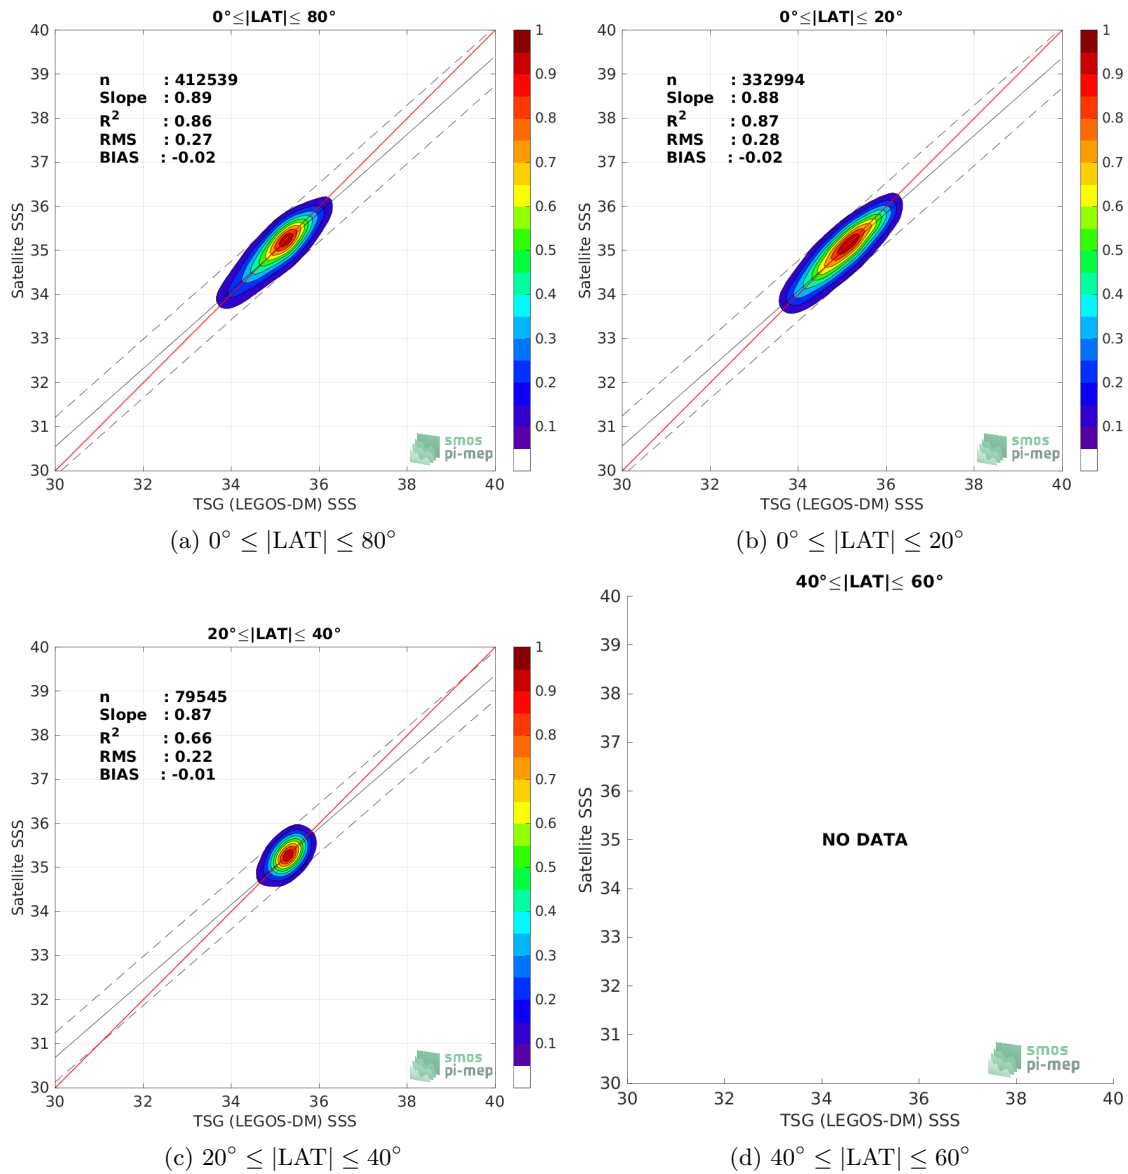 0°≤|LAT|≤ 80°
40
39
38
37
36
35
34
33
32
31
30
30 32 34 36 38 40
n : 412539
Slope : 0.89
R² : 0.86
RMS : 0.27
BIAS : -0.02
Satellite SSS
TSG (LEGOS-DM) SSS
smos
pi-mep
1
0.9
0.8
0.7
0.6
0.5
0.4
0.3
0.2
0.1
(a) 0° ≤ |LAT| ≤ 80°
0°≤|LAT|≤ 20°
40
39
38
37
36
35
34
33
32
31
30
30 32 34 36 38 40
n : 332994
Slope : 0.88
R² : 0.87
RMS : 0.28
BIAS : -0.02
Satellite SSS
TSG (LEGOS-DM) SSS
smos
pi-mep
1
0.9
0.8
0.7
0.6
0.5
0.4
0.3
0.2
0.1
(b) 0° ≤ |LAT| ≤ 20°
20°≤|LAT|≤ 40°
40
39
38
37
36
35
34
33
32
31
30
30 32 34 36 38 40
n : 79545
Slope : 0.87
R² : 0.66
RMS : 0.22
BIAS : -0.01
Satellite SSS
TSG (LEGOS-DM) SSS
smos
pi-mep
1
0.9
0.8
0.7
0.6
0.5
0.4
0.3
0.2
0.1
(c) 20° ≤ |LAT| ≤ 40°
40°≤|LAT|≤ 60°
40
39
38
37
36
35
34
33
32
31
30
30 32 34 36 38 40
NO DATA
Satellite SSS
TSG (LEGOS-DM) SSS
smos
pi-mep
(d) 40° ≤ |LAT| ≤ 60°